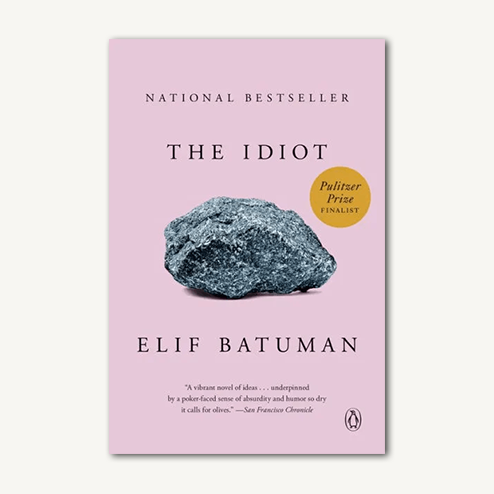 NATIONAL BESTSELLER
THE IDIOT
Pulitzer
Prize
FINALIST
ELIF BATUMAN
“A vibrant novel of ideas . . . underpinned
by a poker-faced sense of absurdity and humor so dry
it calls for olives.” —San Francisco Chronicle